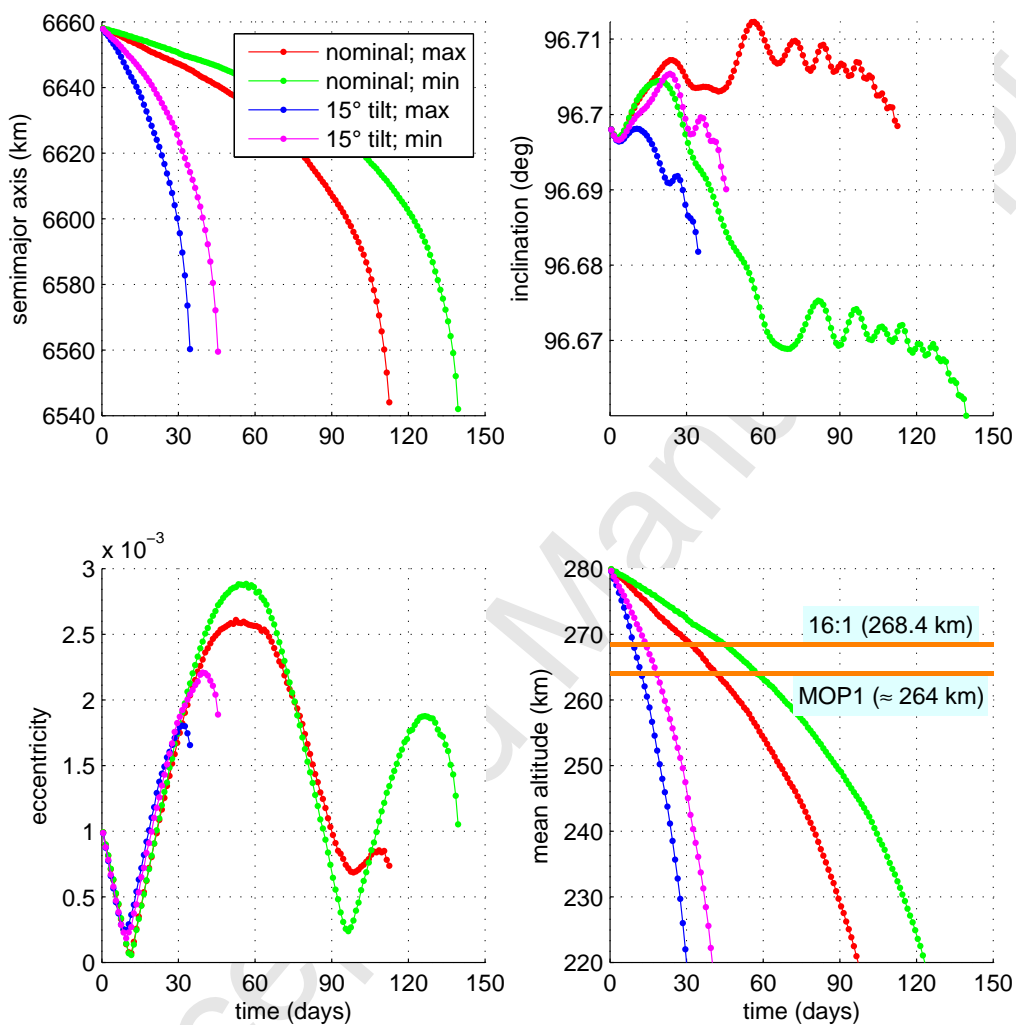 6660
6640
6620
6600
6580
6560
6540
semimajor axis (km)
0 30 60 90 120 150
nominal; max
nominal; min
15° tilt; max
15° tilt; min
96.71
96.7
96.69
96.68
96.67
inclination (deg)
0 30 60 90 120 150
x 10⁻³
3
2.5
2
1.5
1
0.5
0
eccentricity
0 30 60 90 120 150
time (days)
280
270
260
250
240
230
220
mean altitude (km)
16:1 (268.4 km)
MOP1 (≈ 264 km)
0 30 60 90 120 150
time (days)